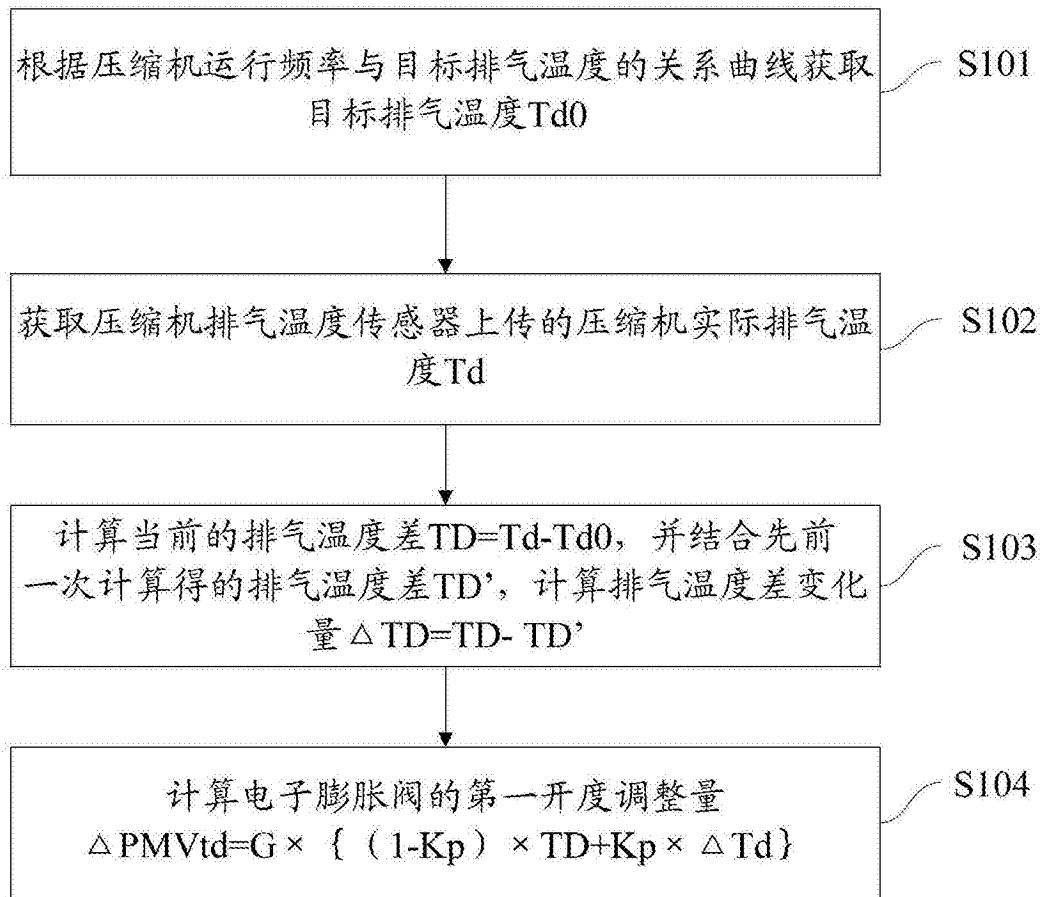 根据压缩机运行频率与目标排气温度的关系曲线获取
目标排气温度Td0
S101
获取压缩机排气温度传感器上传的压缩机实际排气温
度Td
S102
计算当前的排气温度差TD=Td-Td0，并结合先前
一次计算得的排气温度差TD’，计算排气温度差变化
量△TD=TD- TD’
S103
计算电子膨胀阀的第一开度调整量
△PMVtd=G×｛（1-Kp）×TD+Kp×△Td｝
S104